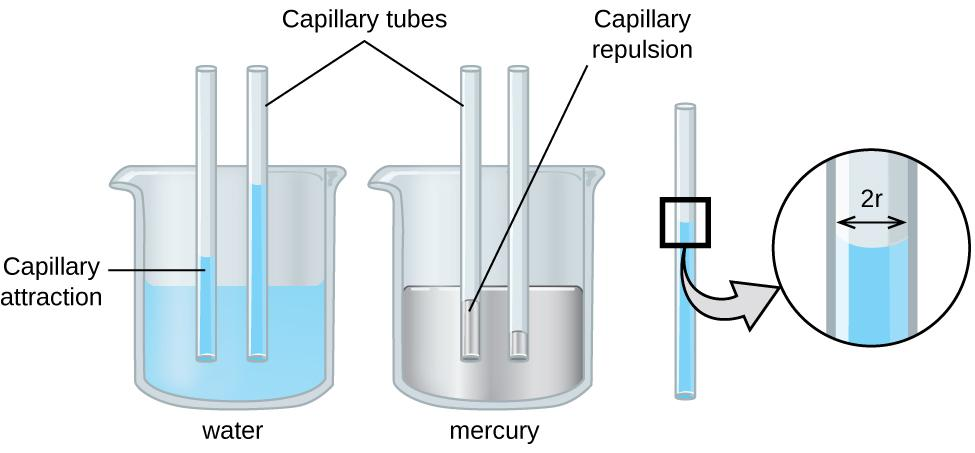 Capillary tubes
Capillary
repulsion
2r
Capillary
attraction
water
mercury